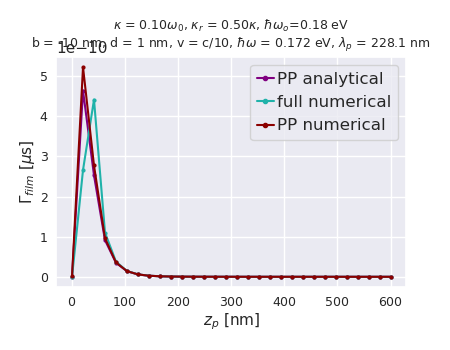 κ = 0.10ω₀, κᵣ = 0.50κ, ħωₒ=0.18 eV
b = -10 nm, d = 1 nm, v = c/10, ħω = 0.172 eV, λₚ = 228.1 nm
1e−10
PP analytical
full numerical
PP numerical
5
4
3
2
1
0
Γ_film [μs]
0 100 200 300 400 500 600
zₚ [nm]